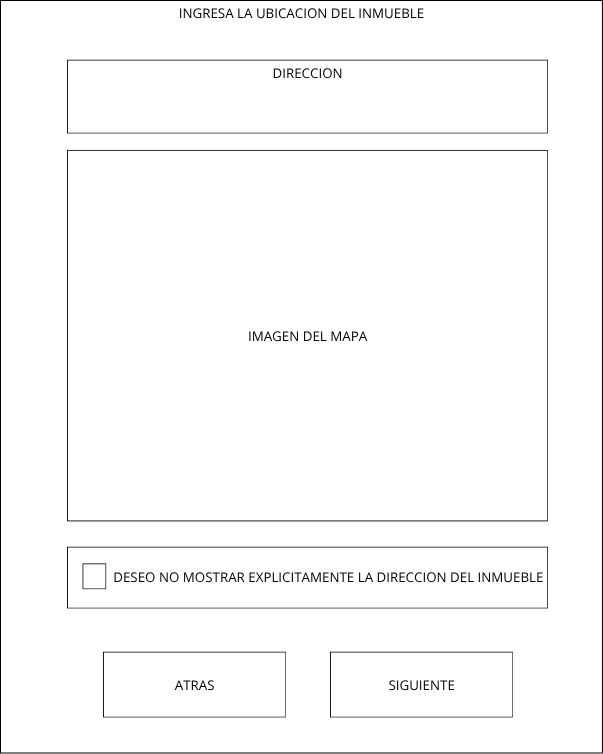 INGRESA LA UBICACION DEL INMUEBLE
DIRECCION
IMAGEN DEL MAPA
DESEO NO MOSTRAR EXPLICITAMENTE LA DIRECCION DEL INMUEBLE
ATRAS
SIGUIENTE